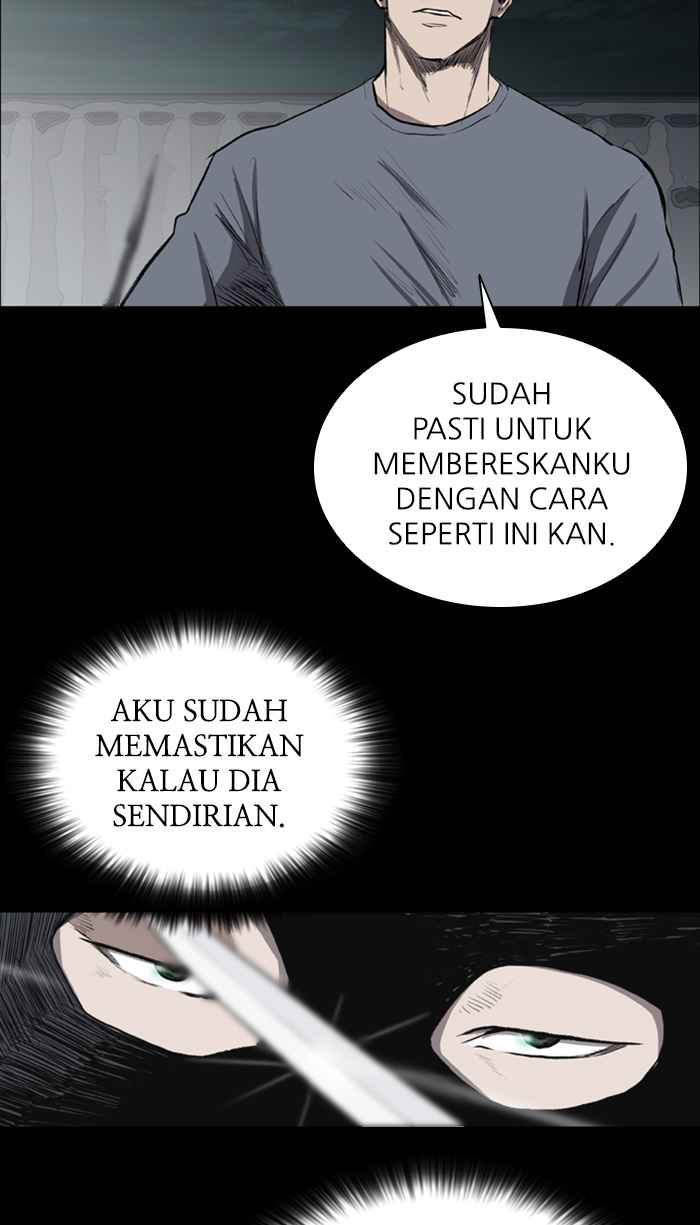 SUDAH
PASTI UNTUK
MEMBERESKANKU
DENGAN CARA
SEPERTI INI KAN.
AKU SUDAH
MEMASTIKAN
KALAU DIA
SENDIRIAN.